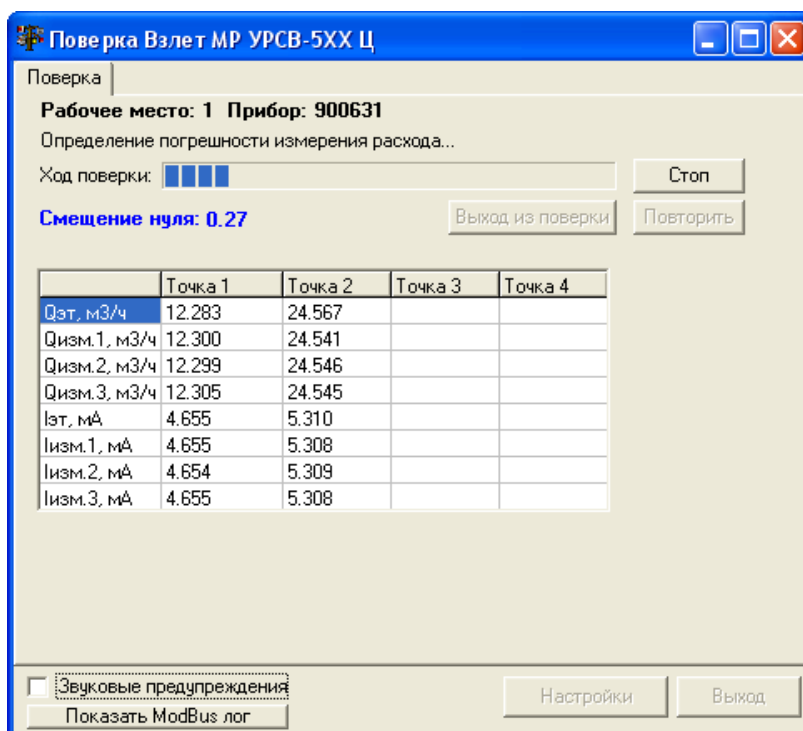 Поверка Взлет МР УРСВ-5XX Ц
Поверка
Рабочее место: 1 Прибор: 900631
Определение погрешности измерения расхода...
Ход поверки: Стоп
Смещение нуля: 0.27 Выход из поверки Повторить
Точка 1 Точка 2 Точка 3 Точка 4
Qэт, м3/ч 12.283 24.567
Qизм.1, м3/ч 12.300 24.541
Qизм.2, м3/ч 12.299 24.546
Qизм.3, м3/ч 12.305 24.545
Iэт, мА 4.655 5.310
Iизм.1, мА 4.655 5.308
Iизм.2, мА 4.654 5.309
Iизм.3, мА 4.655 5.308
Звуковые предупреждения Настройки Выход
Показать ModBus лог